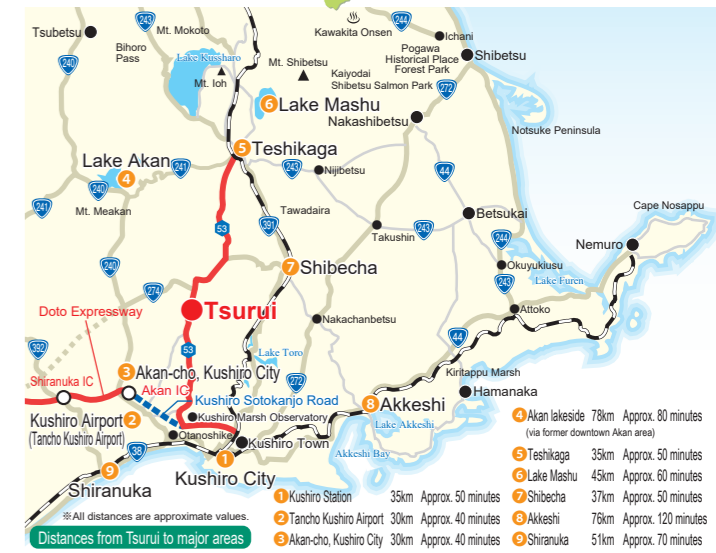 243
244
Tsubetsu
Mt. Mokoto
Kawakita Onsen
Ichani
Bihoro
Pass
Pogawa
Historical Place
Forest Park
Shibetsu
240
Lake Kussharo
Mt. Shibetsu
Kaiyodai
Shibetsu Salmon Park
Mt. Ioh
272
6 Lake Mashu
Nakashibetsu
Notsuke Peninsula
5 Teshikaga
Lake Akan
241
243
Nijibetsu
44
4
241
Mt. Meakan
Tawadaira
Betsukai
Cape Nosappu
53
391
Takushin
243
244
Nemuro
240
7 Shibecha
Okuyukiusu
274
Lake Furen
Doto Expressway
Tsurui
Attoko
Nakachanbetsu
392
53
44
Lake Toro
Kiritappu Marsh
Shiranuka IC
3 Akan-cho, Kushiro City
Akan IC
272
Hamanaka
Kushiro Sotokanjo Road
Kushiro Airport 2
(Tancho Kushiro Airport)
Kushiro Marsh Observatory
8 Akkeshi
Lake Akkeshi
Otanoshike
Kushiro Town
38
Akkeshi Bay
9
1
Shiranuka
Kushiro City
※All distances are approximate values.
Distances from Tsurui to major areas
1 Kushiro Station 35km Approx. 50 minutes
2 Tancho Kushiro Airport 30km Approx. 40 minutes
3 Akan-cho, Kushiro City 30km Approx. 40 minutes
4 Akan lakeside 78km Approx. 80 minutes
(via former downtown Akan area)
5 Teshikaga 35km Approx. 50 minutes
6 Lake Mashu 45km Approx. 60 minutes
7 Shibecha 37km Approx. 50 minutes
8 Akkeshi 76km Approx. 120 minutes
9 Shiranuka 51km Approx. 70 minutes